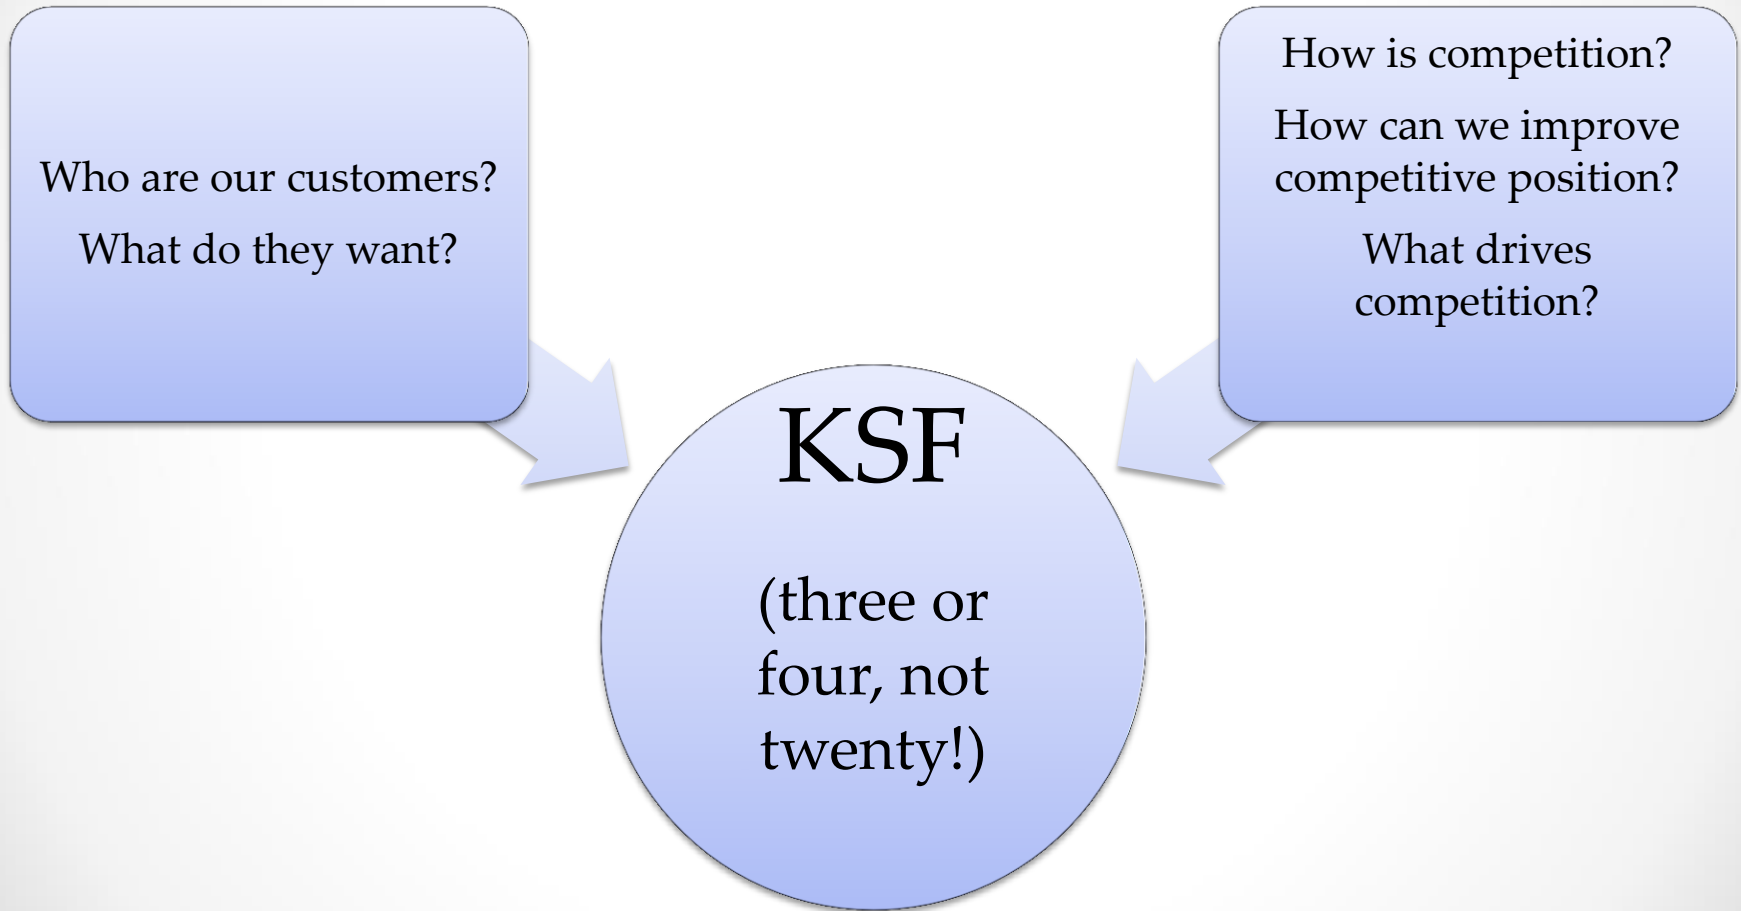 Who are our customers?
What do they want?
How is competition?
How can we improve
competitive position?
What drives
competition?
KSF
(three or
four, not
twenty!)